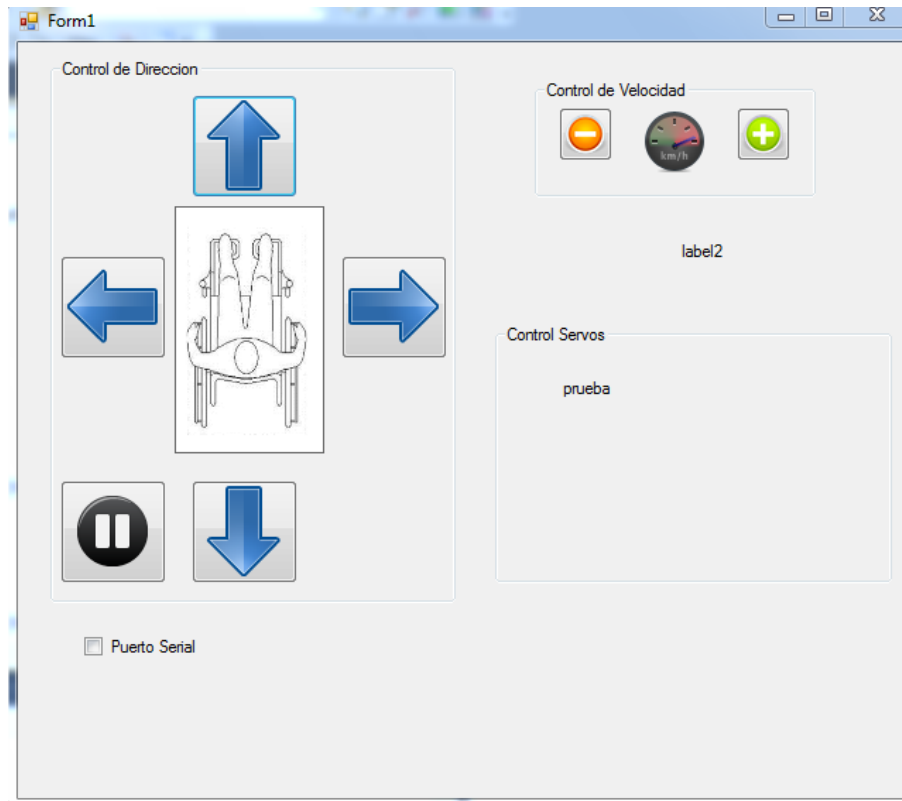 Form1
Control de Direccion
Control de Velocidad
km/h
label2
Control Servos
prueba
Puerto Serial